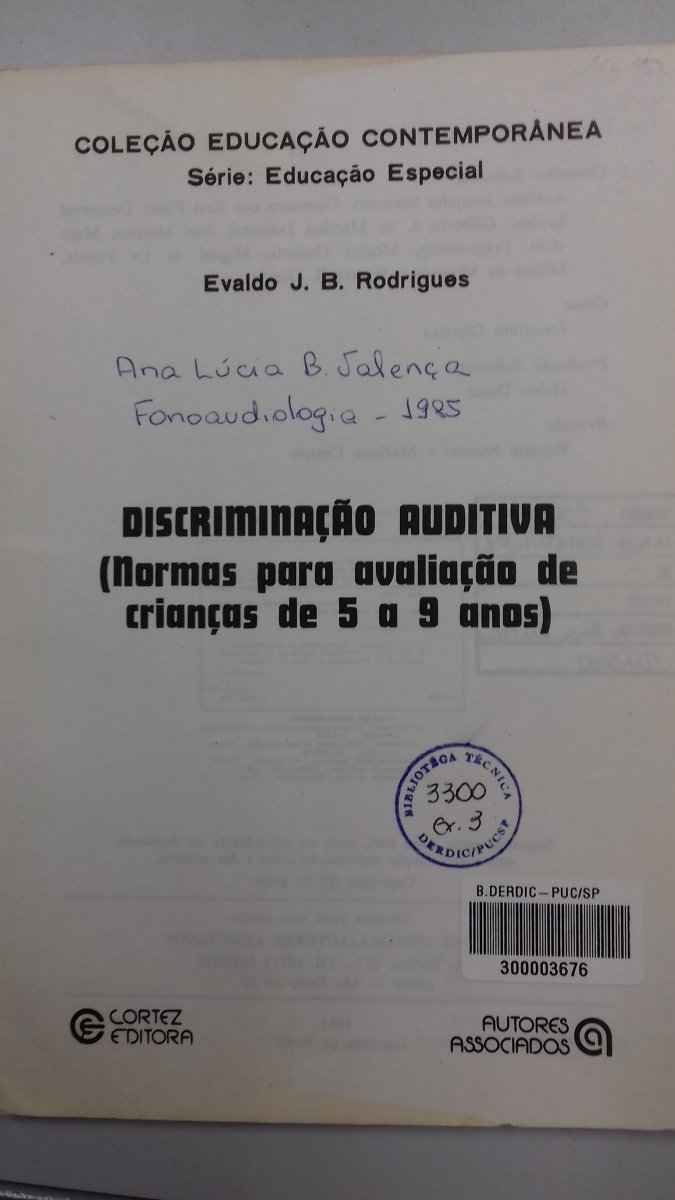 COLEÇÃO EDUCAÇÃO CONTEMPORÂNEA
Série: Educação Especial
Evaldo J. B. Rodrigues
Ana Lúcia B. Valença
Fonoaudiologia - 1985
DISCRIMINAÇÃO AUDITIVA
(Normas para avaliação de
crianças de 5 a 9 anos)
BIBLIOTECA TÉCNICA
3300
ex. 3
DERDIC/PUCSP
B.DERDIC – PUC/SP
300003676
CORTEZ
EDITORA
AUTORES
ASSOCIADOS